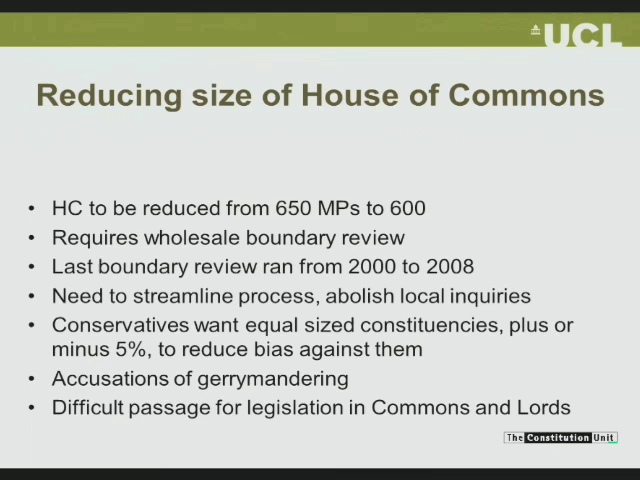 UCL
Reducing size of House of Commons
• HC to be reduced from 650 MPs to 600
• Requires wholesale boundary review
• Last boundary review ran from 2000 to 2008
• Need to streamline process, abolish local inquiries
• Conservatives want equal sized constituencies, plus or
minus 5%, to reduce bias against them
• Accusations of gerrymandering
• Difficult passage for legislation in Commons and Lords
The Constitution Unit